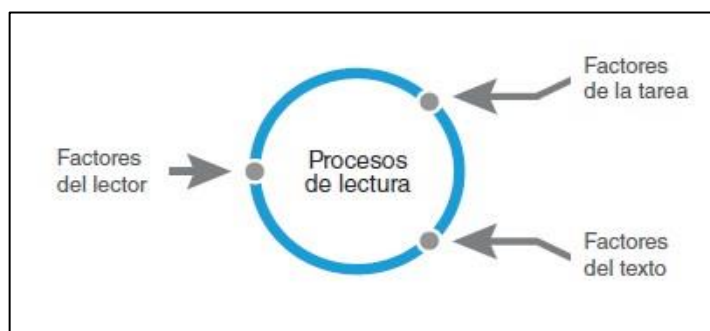 Factores
de la tarea
Factores
del lector
Procesos
de lectura
Factores
del texto